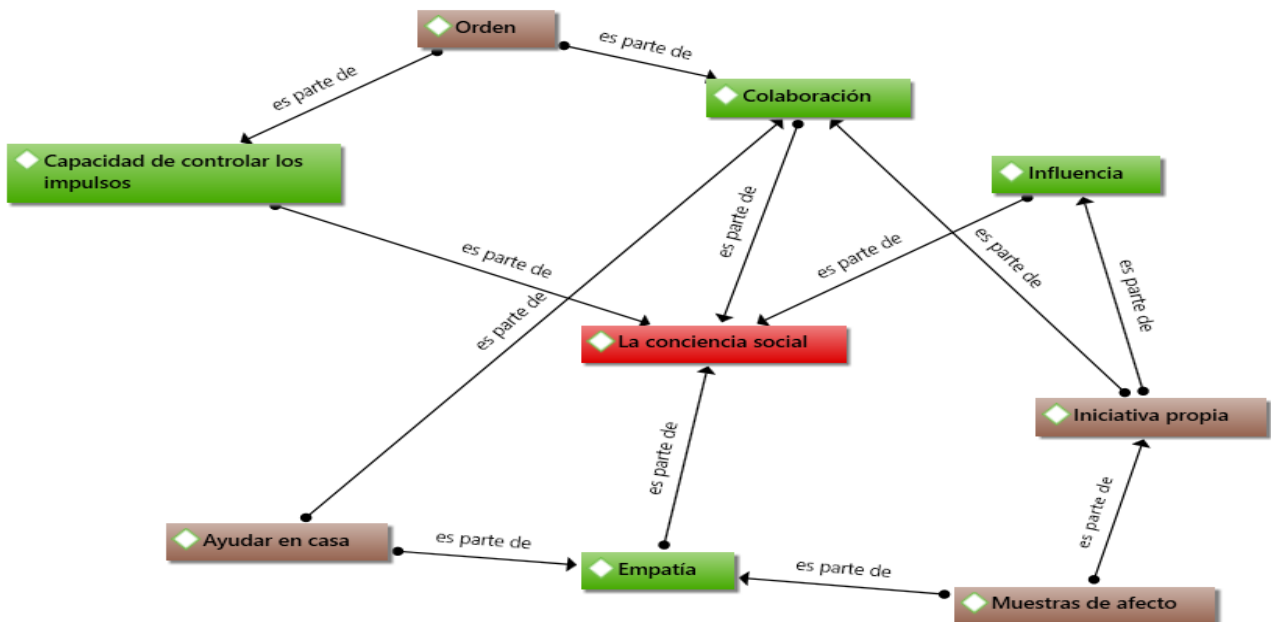 Orden
es parte de
es parte de
Colaboración
Capacidad de controlar los
impulsos
Influencia
es parte de
es parte de
es parte de
es parte de
es parte de
es parte de
La conciencia social
Iniciativa propia
es parte de
es parte de
Ayudar en casa
es parte de
Empatía
es parte de
Muestras de afecto